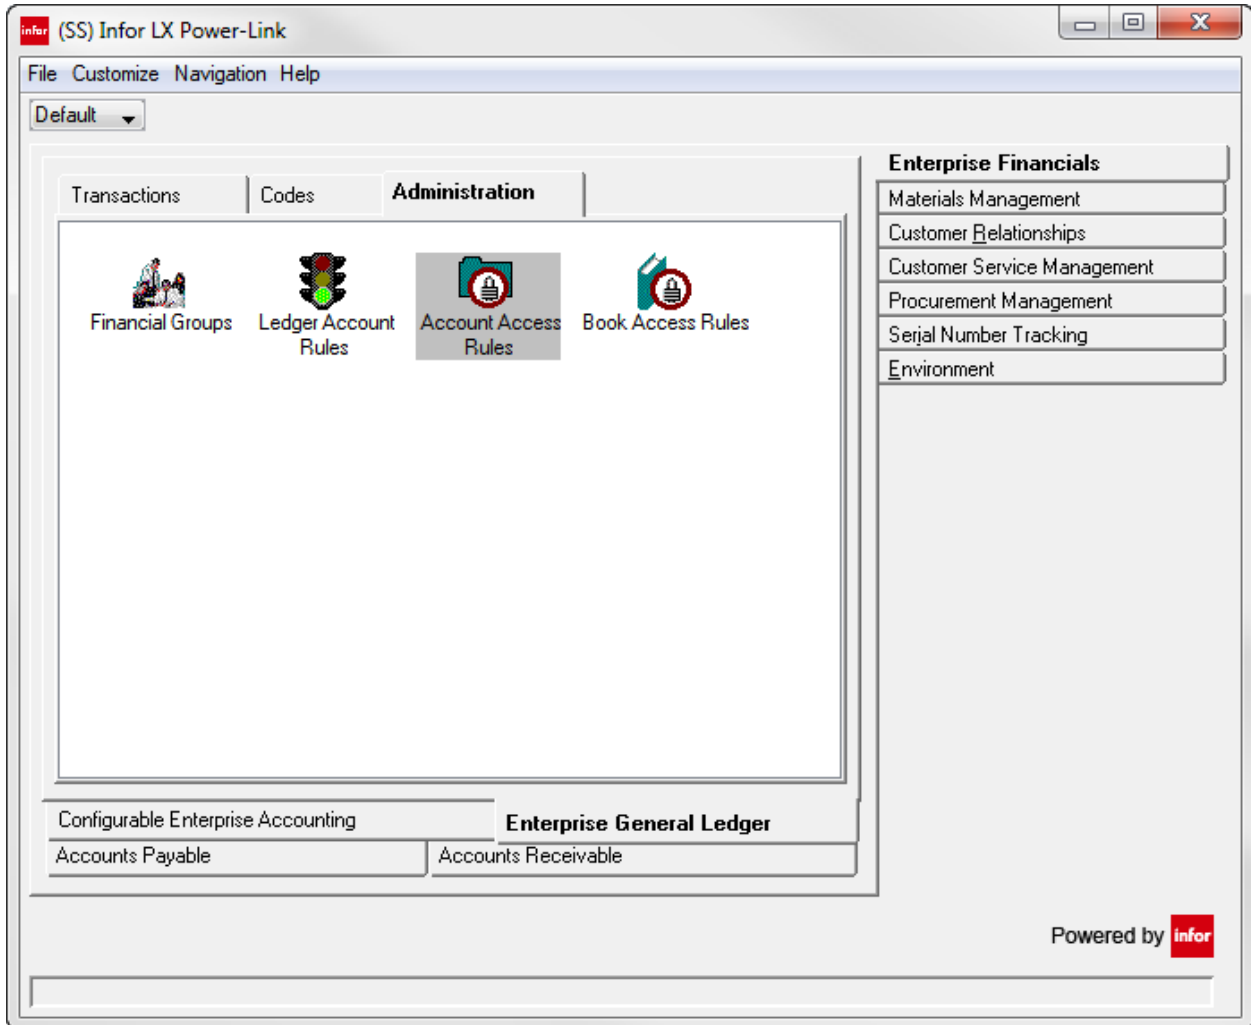 infor (SS) Infor LX Power-Link
File Customize Navigation Help
Default
Transactions Codes Administration
Financial Groups
Ledger Account
Rules
Account Access
Rules
Book Access Rules
Enterprise Financials
Materials Management
Customer Relationships
Customer Service Management
Procurement Management
Serial Number Tracking
Environment
Configurable Enterprise Accounting
Enterprise General Ledger
Accounts Payable
Accounts Receivable
Powered by infor